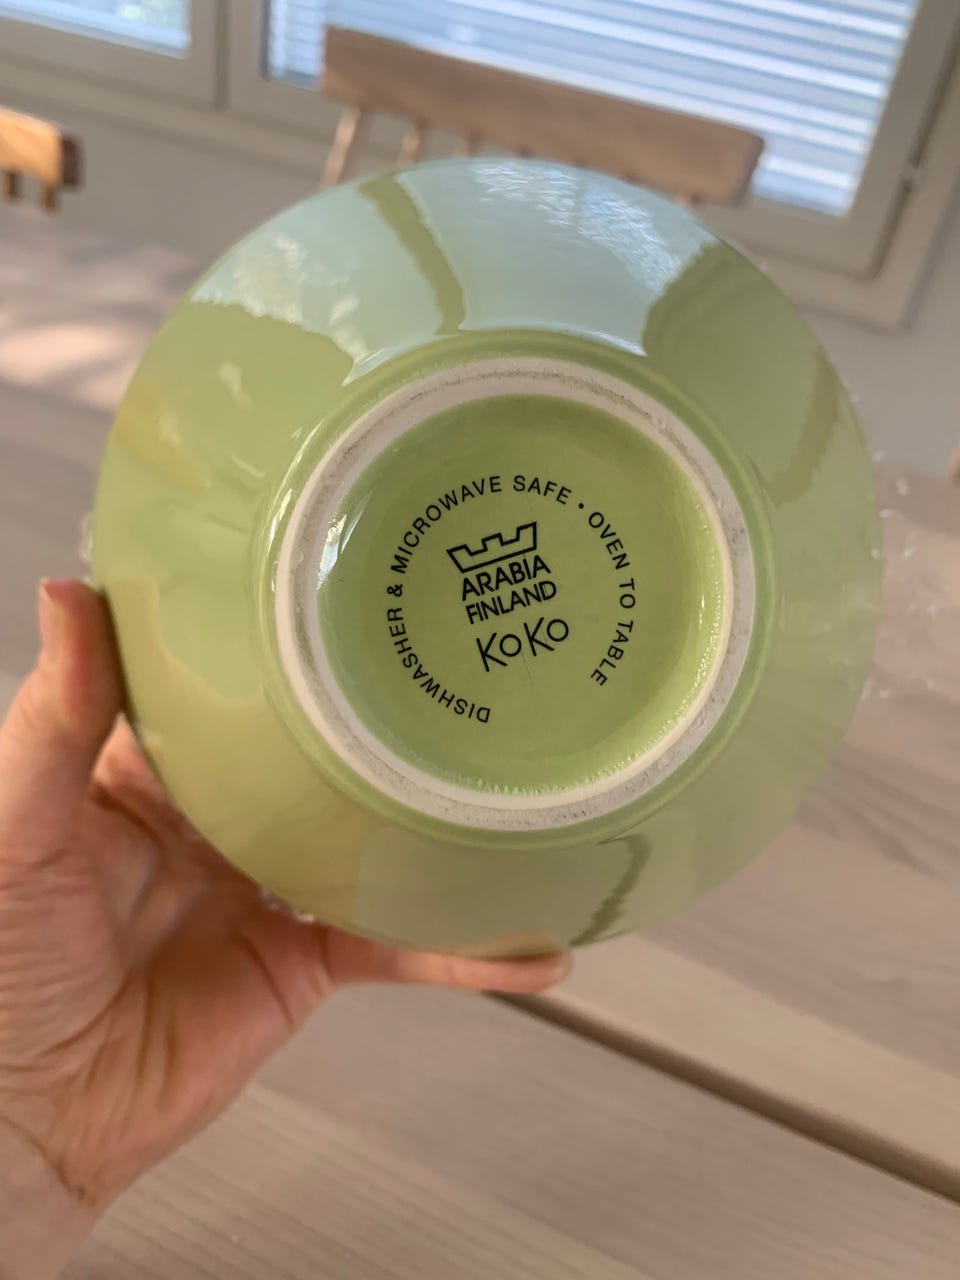 DISHWASHER & MICROWAVE SAFE • OVEN TO TABLE
ARABIA
FINLAND
KoKo